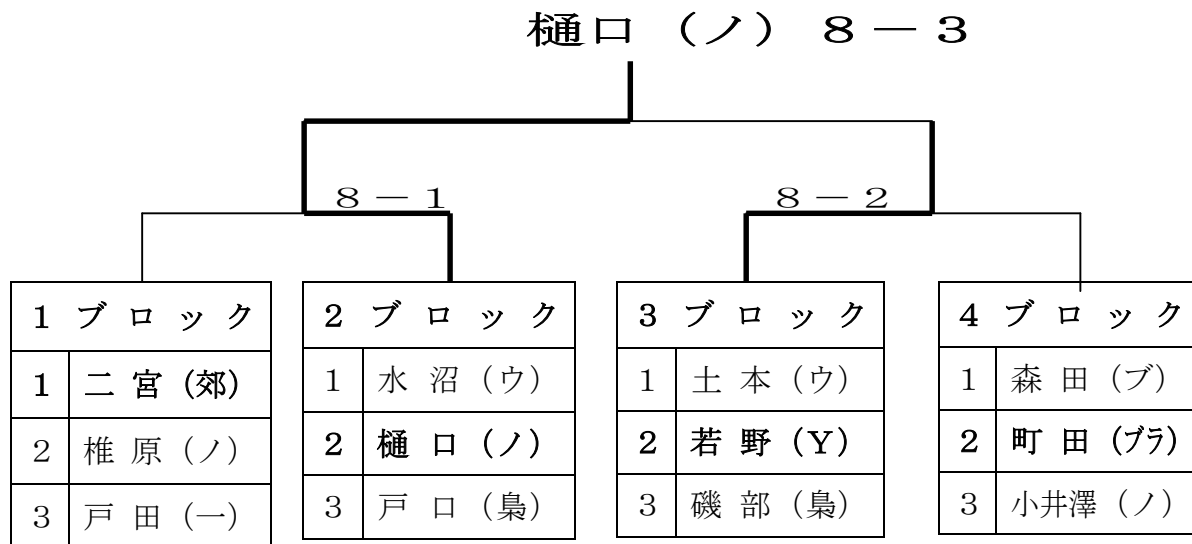 樋口（ノ）８－３
８－１
８－２
１ブロック
１ 二宮（郊）
２ 椎原（ノ）
３ 戸田（一）
２ブロック
１ 水沼（ウ）
２ 樋口（ノ）
３ 戸口（梟）
３ブロック
１ 土本（ウ）
２ 若野（Ｙ）
３ 磯部（梟）
４ブロック
１ 森田（ブ）
２ 町田（ブラ）
３ 小井澤（ノ）